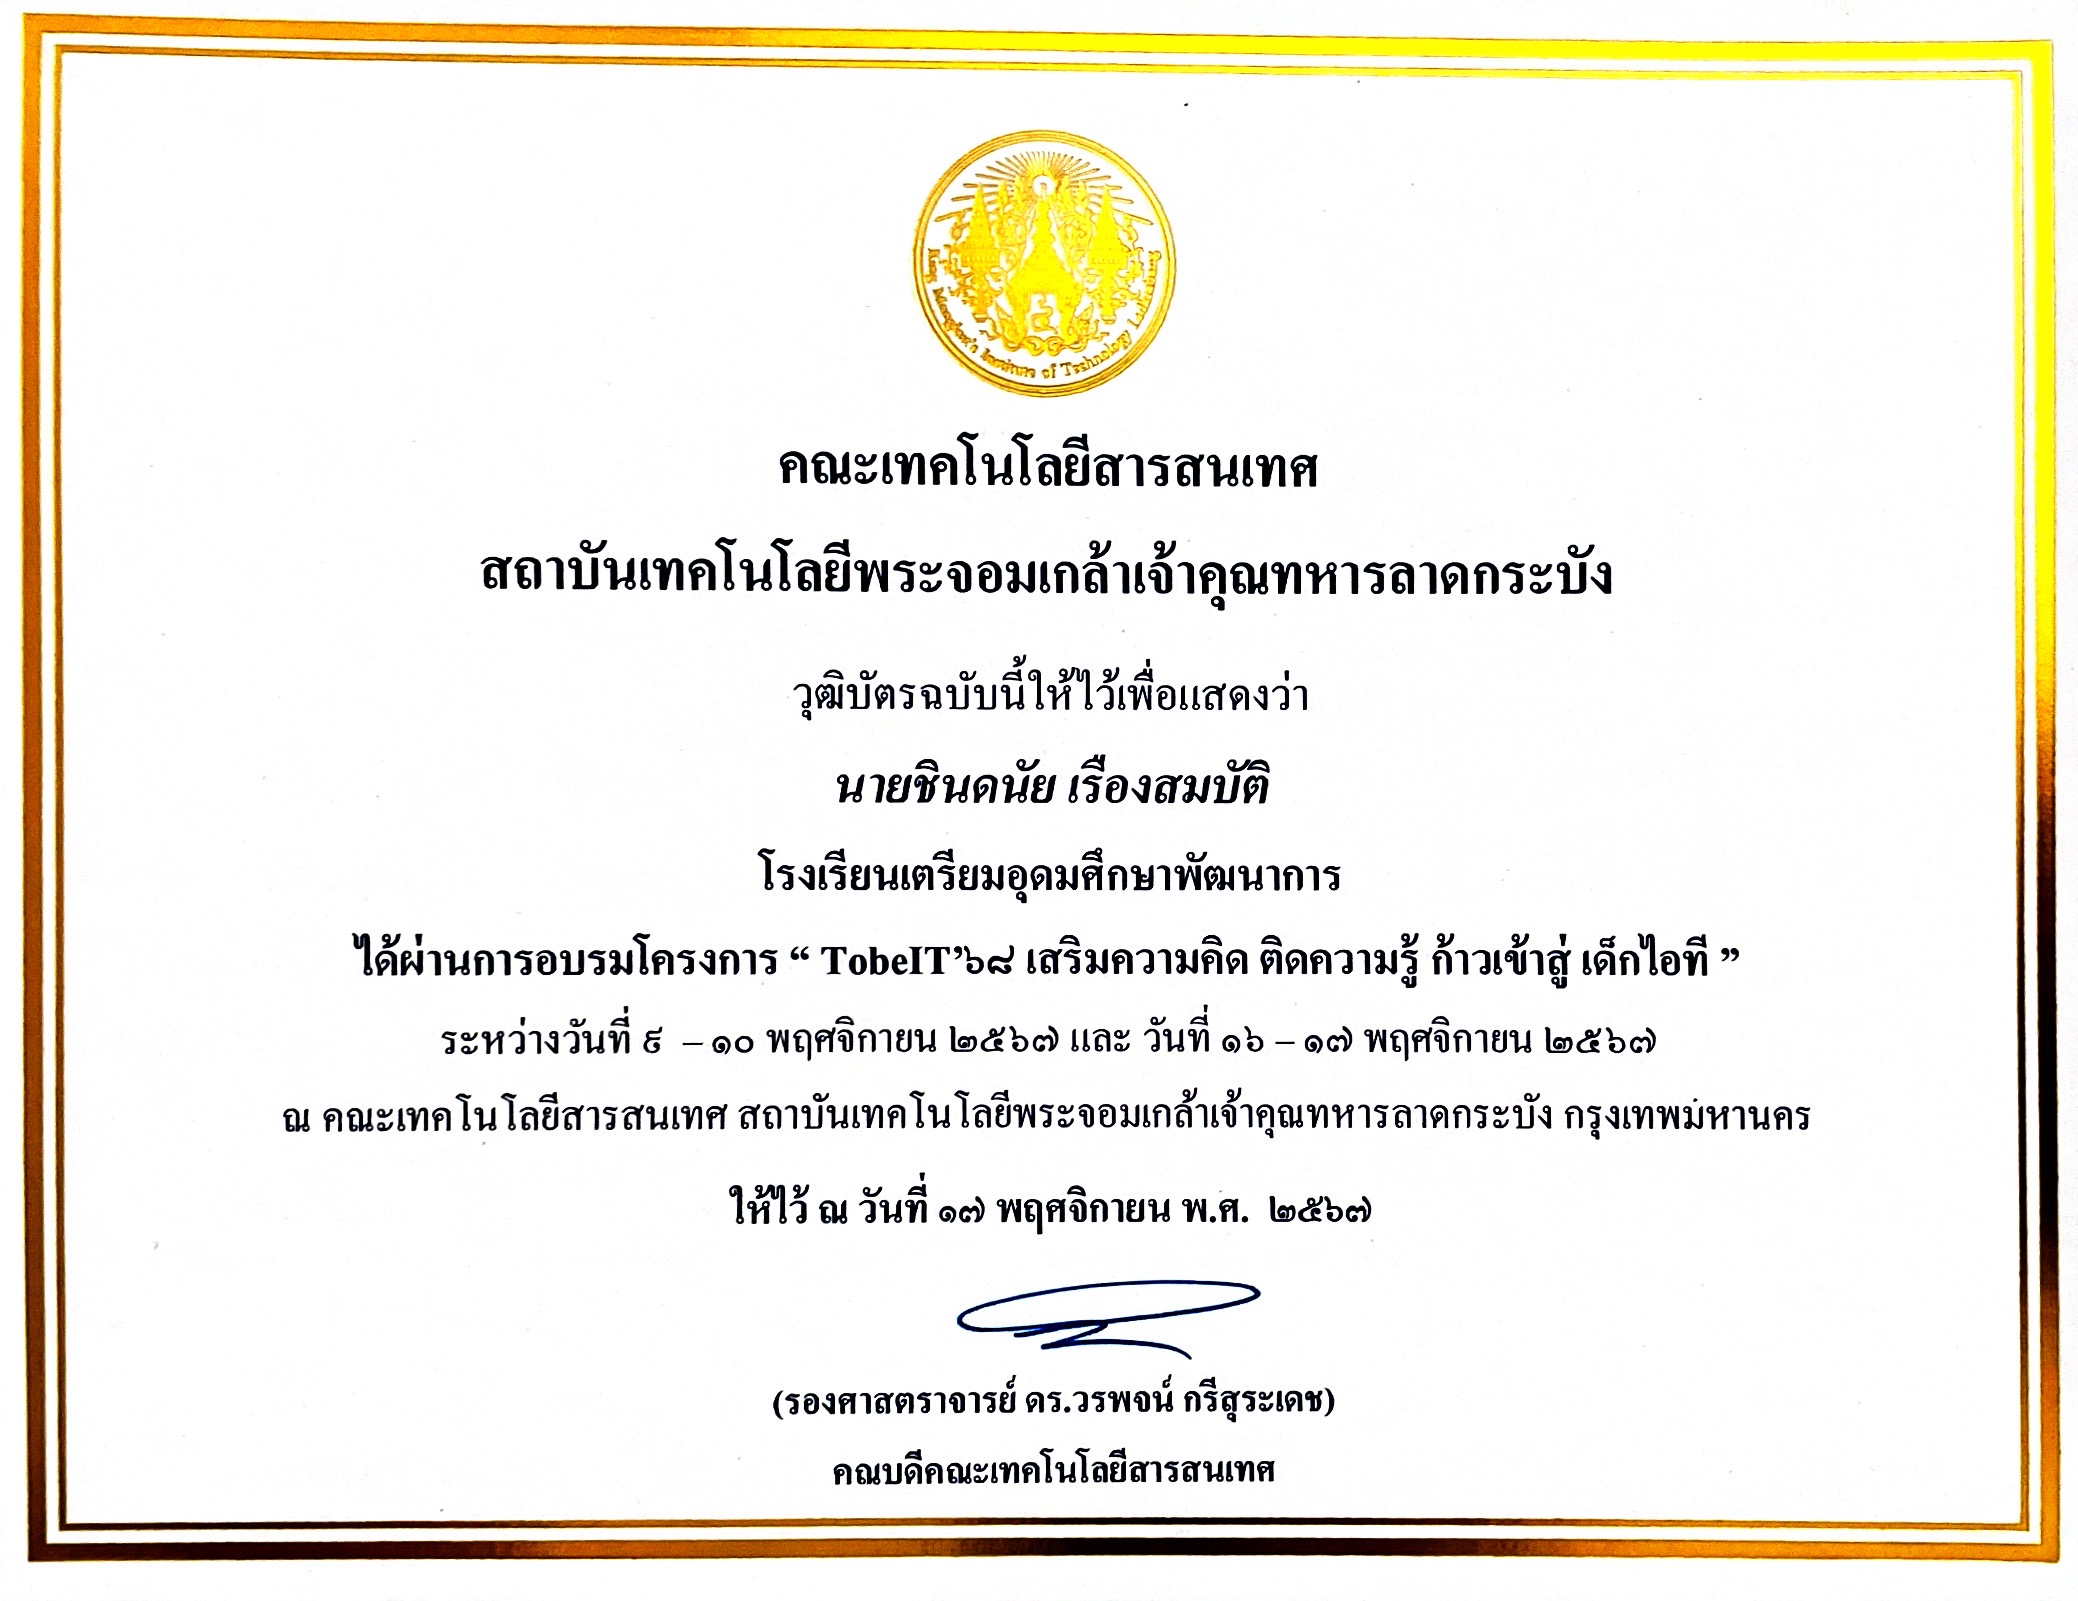 King Mongkut's Institute of Technology Ladkrabang
คณะเทคโนโลยีสารสนเทศ
สถาบันเทคโนโลยีพระจอมเกล้าเจ้าคุณทหารลาดกระบัง
วุฒิบัตรฉบับนี้ให้ไว้เพื่อแสดงว่า
นายชินดนัย เรืองสมบัติ
โรงเรียนเตรียมอุดมศึกษาพัฒนาการ
ได้ผ่านการอบรมโครงการ “ TobeIT’๖๘ เสริมความคิด ติดความรู้ ก้าวเข้าสู่ เด็กไอที ”
ระหว่างวันที่ ๙ – ๑๐ พฤศจิกายน ๒๕๖๗ และ วันที่ ๑๖ – ๑๗ พฤศจิกายน ๒๕๖๗
ณ คณะเทคโนโลยีสารสนเทศ สถาบันเทคโนโลยีพระจอมเกล้าเจ้าคุณทหารลาดกระบัง กรุงเทพมหานคร
ให้ไว้ ณ วันที่ ๑๗ พฤศจิกายน พ.ศ. ๒๕๖๗
(รองศาสตราจารย์ ดร.วรพจน์ กรีสุระเดช)
คณบดีคณะเทคโนโลยีสารสนเทศ